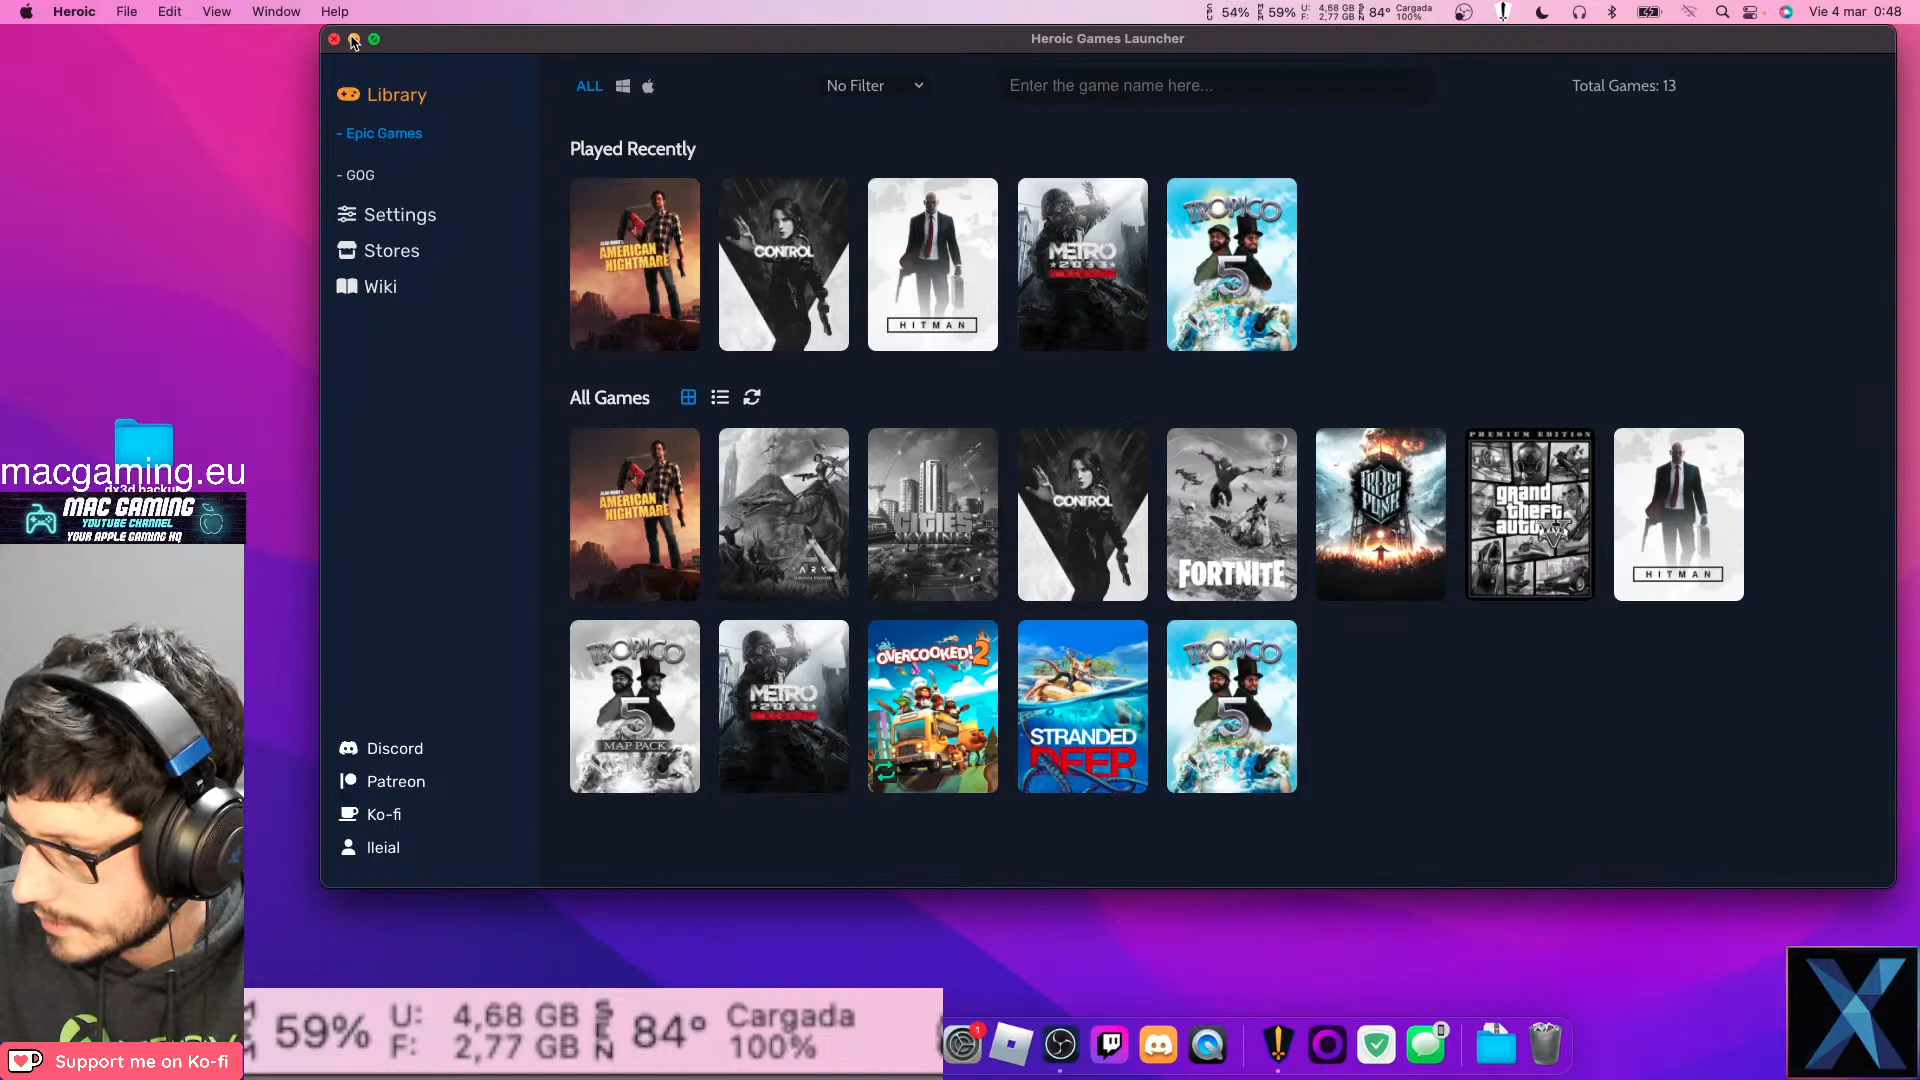 Heroic File Edit View Window Help
54% 59% U: 4,68 GB F: 2,77 GB 84° Cargada 100%
Vie 4 mar 0:48
Heroic Games Launcher
Library
- Epic Games
- GOG
Settings
Stores
Wiki
ALL
No Filter
Enter the game name here...
Total Games: 13
Played Recently
AMERICAN NIGHTMARE
CONTROL
HITMAN
METRO 2033
TROPICO 5
All Games
AMERICAN NIGHTMARE
ARK
CITIES SKYLINES
CONTROL
FORTNITE
FROSTPUNK
PREMIUM EDITION
grand theft auto V
HITMAN
TROPICO 5
MAP PACK
METRO 2033
OVERCOOKED! 2
STRANDED DEEP
TROPICO 5
Discord
Patreon
Ko-fi
lleial
macgaming.eu
dx3d backup
MAC GAMING
YOUTUBE CHANNEL
YOUR APPLE GAMING HQ
59% U: 4,68 GB 84° Cargada
F: 2,77 GB 100%
1
Support me on Ko-fi